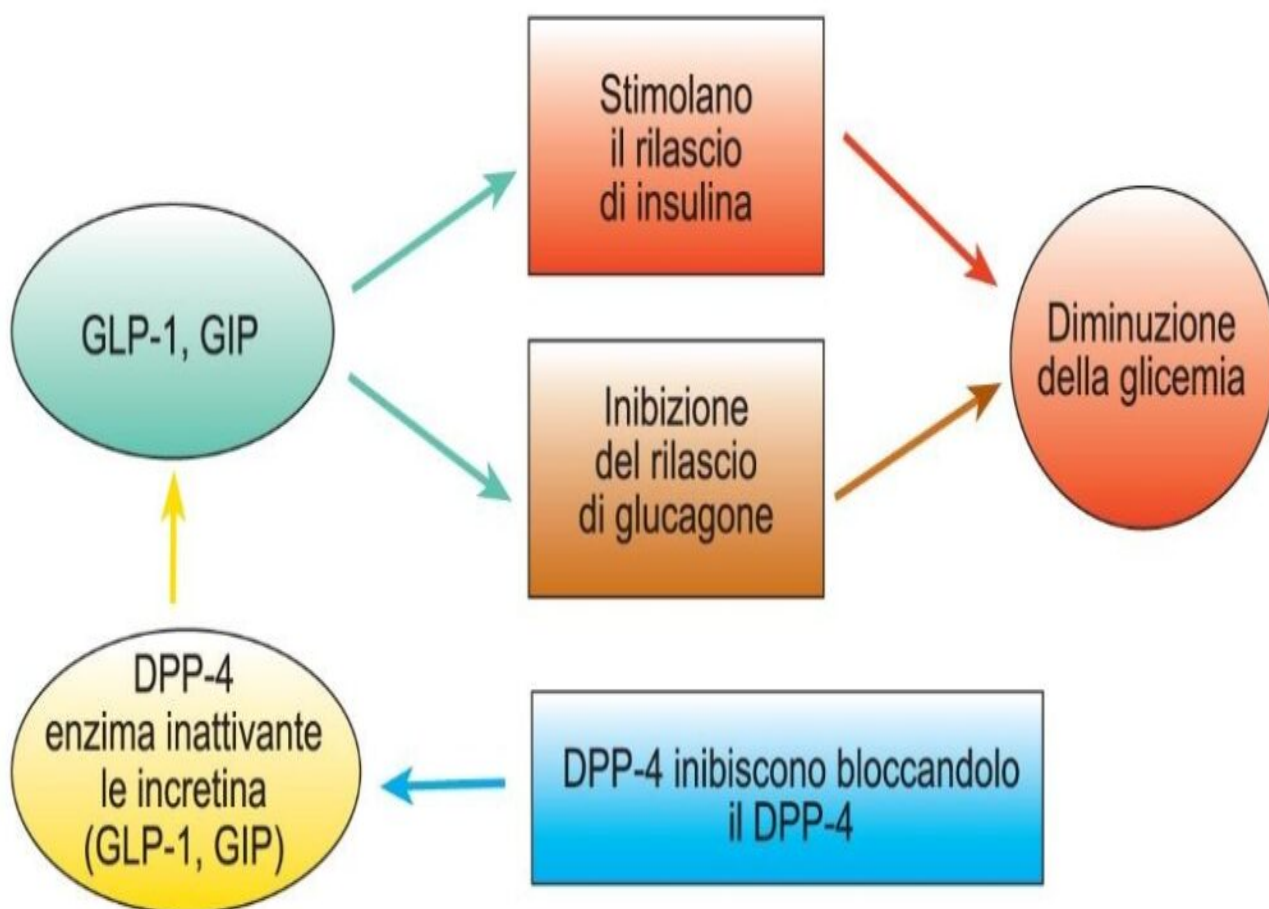 Stimolano
il rilascio
di insulina
GLP-1, GIP
Diminuzione
della glicemia
Inibizione
del rilascio
di glucagone
DPP-4
enzima inattivante
le incretina
(GLP-1, GIP)
DPP-4 inibiscono bloccandolo
il DPP-4